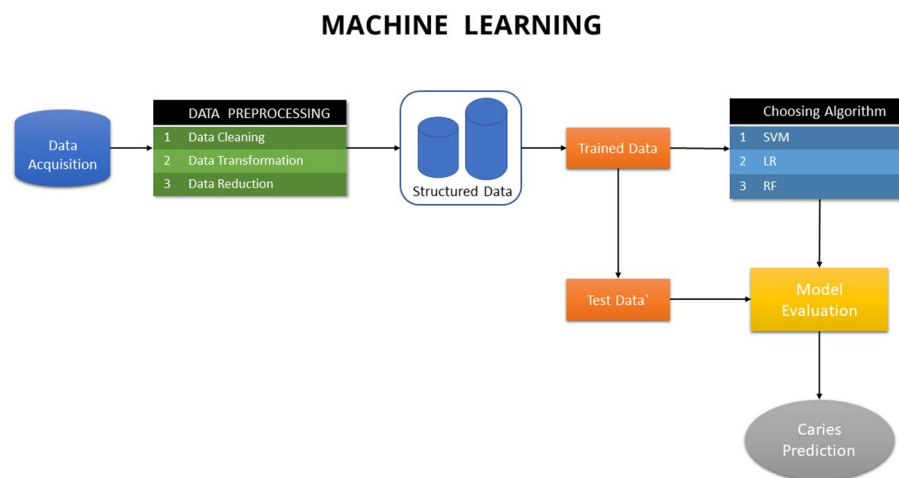 MACHINE LEARNING
Data
Acquisition
DATA PREPROCESSING
1 Data Cleaning
2 Data Transformation
3 Data Reduction
Structured Data
Trained Data
Choosing Algorithm
1 SVM
2 LR
3 RF
Test Data`
Model
Evaluation
Caries
Prediction